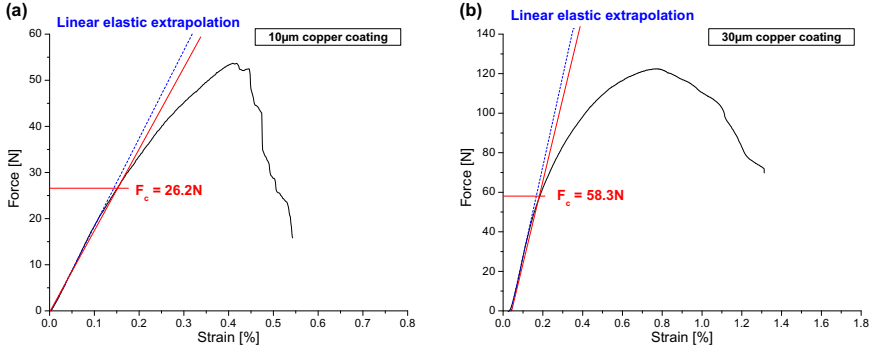 (a)
Linear elastic extrapolation
10µm copper coating
60
50
40
30
20
10
0
Force [N]
F_c = 26.2N
0.0 0.1 0.2 0.3 0.4 0.5 0.6 0.7 0.8
Strain [%]
(b)
Linear elastic extrapolation
30µm copper coating
140
120
100
80
60
40
20
0
Force [N]
F_c = 58.3N
0.0 0.2 0.4 0.6 0.8 1.0 1.2 1.4 1.6 1.8
Strain [%]